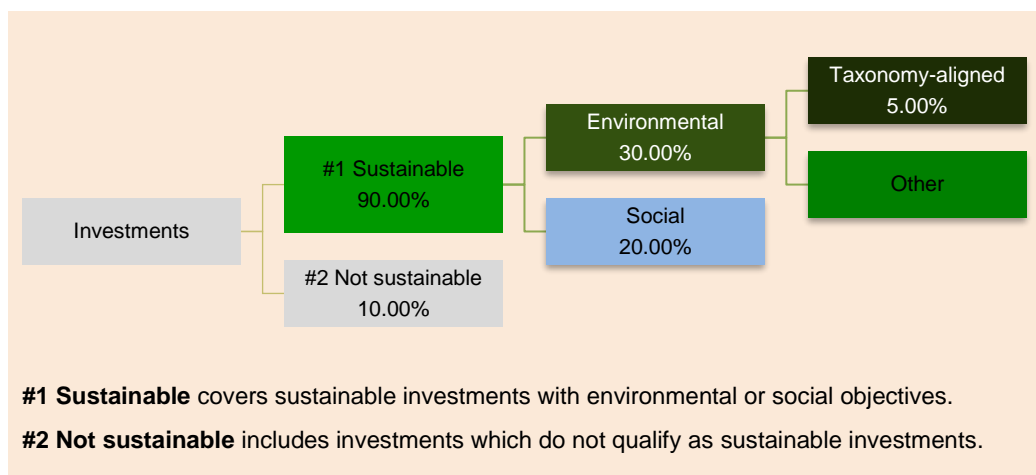 Investments
#1 Sustainable
90.00%
#2 Not sustainable
10.00%
Environmental
30.00%
Social
20.00%
Taxonomy-aligned
5.00%
Other
#1 Sustainable covers sustainable investments with environmental or social objectives.
#2 Not sustainable includes investments which do not qualify as sustainable investments.